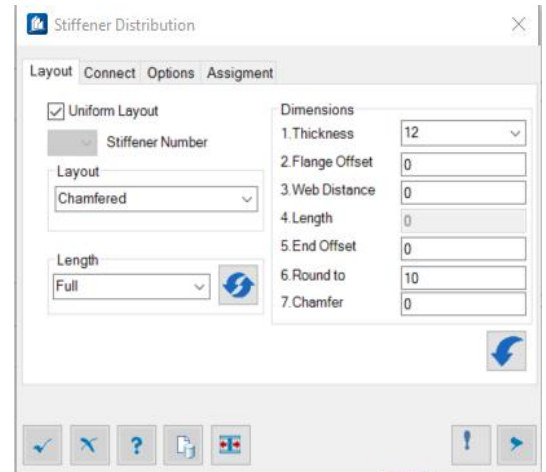 Stiffener Distribution
Layout Connect Options Assigment
Uniform Layout
Stiffener Number
Layout
Chamfered
Length
Full
Dimensions
1.Thickness 12
2.Flange Offset 0
3.Web Distance 0
4.Length 0
5.End Offset 0
6.Round to 10
7.Chamfer 0